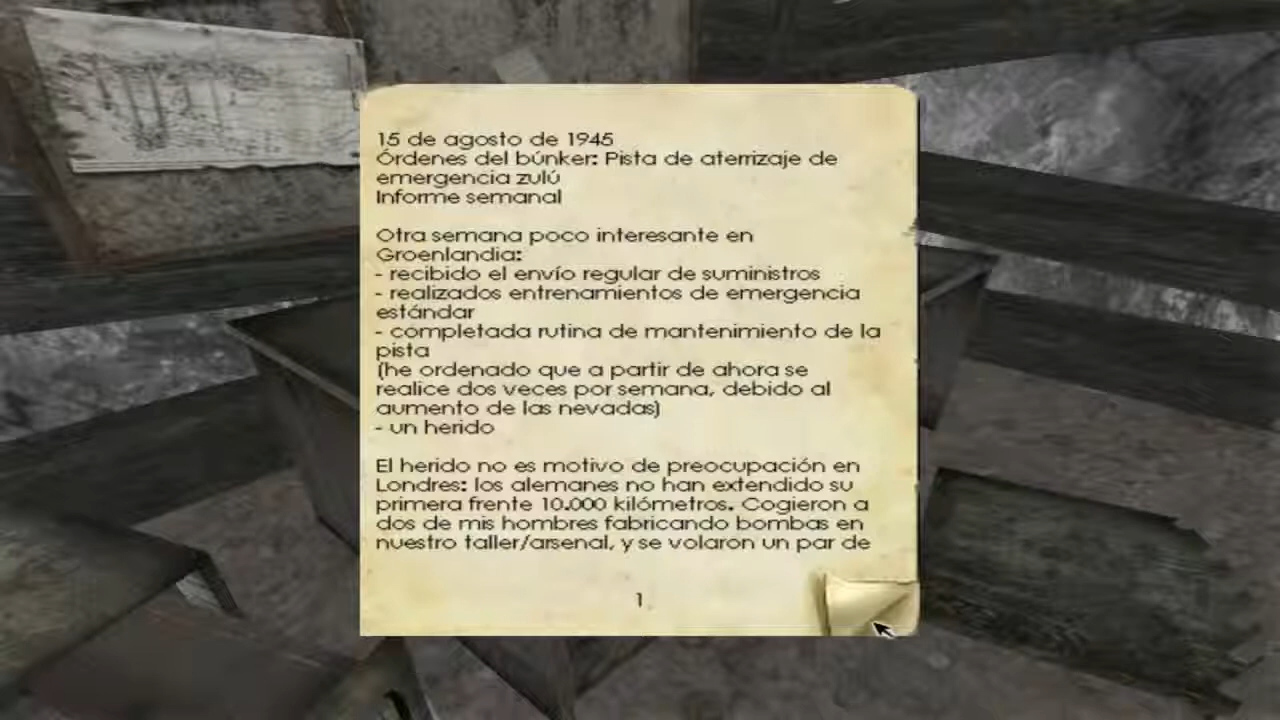 15 de agosto de 1945
Órdenes del búnker: Pista de aterrizaje de
emergencia zulú
Informe semanal
Otra semana poco interesante en
Groenlandia:
- recibido el envío regular de suministros
- realizados entrenamientos de emergencia
estándar
- completada rutina de mantenimiento de la
pista
(he ordenado que a partir de ahora se
realice dos veces por semana, debido al
aumento de las nevadas)
- un herido
El herido no es motivo de preocupación en
Londres: los alemanes no han extendido su
primera frente 10.000 kilómetros. Cogieron a
dos de mis hombres fabricando bombas en
nuestro taller/arsenal, y se volaron un par de
1